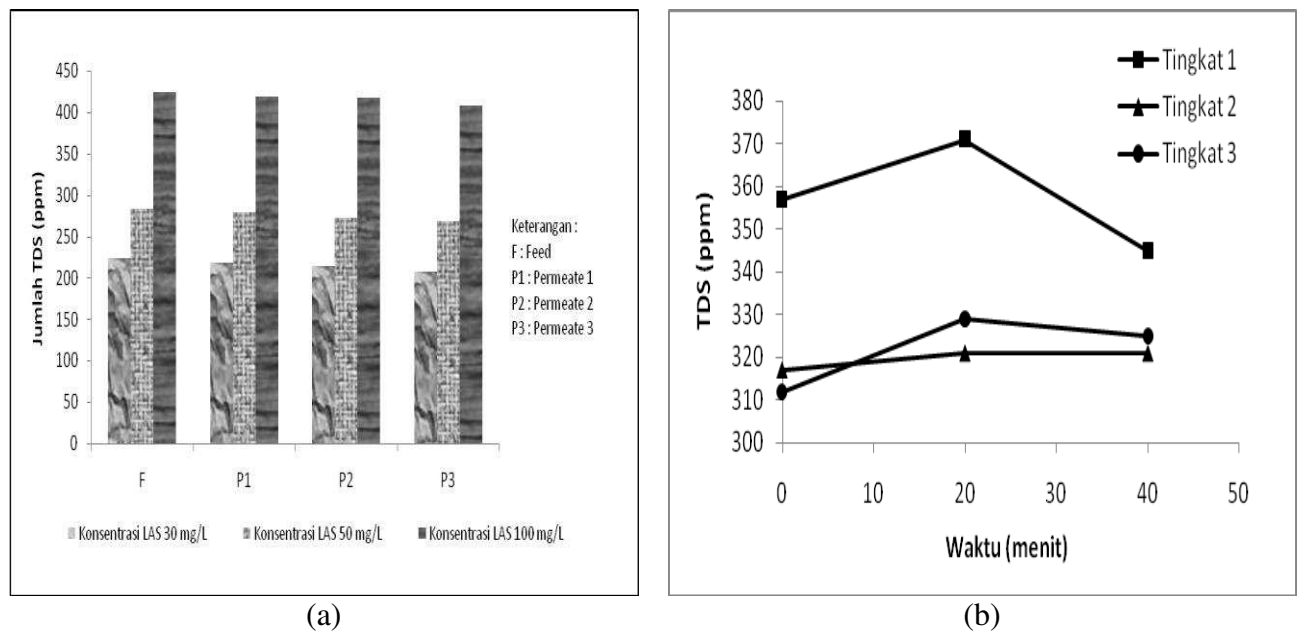 Jumlah TDS (ppm)
450
400
350
300
250
200
150
100
50
0
F
P1
P2
P3
Keterangan :
F : Feed
P1 : Permeate 1
P2 : Permeate 2
P3 : Permeate 3
Konsentrasi LAS 30 mg/L
Konsentrasi LAS 50 mg/L
Konsentrasi LAS 100 mg/L
(a)
Tingkat 1
Tingkat 2
Tingkat 3
TDS (ppm)
380
370
360
350
340
330
320
310
300
0
10
20
30
40
50
Waktu (menit)
(b)